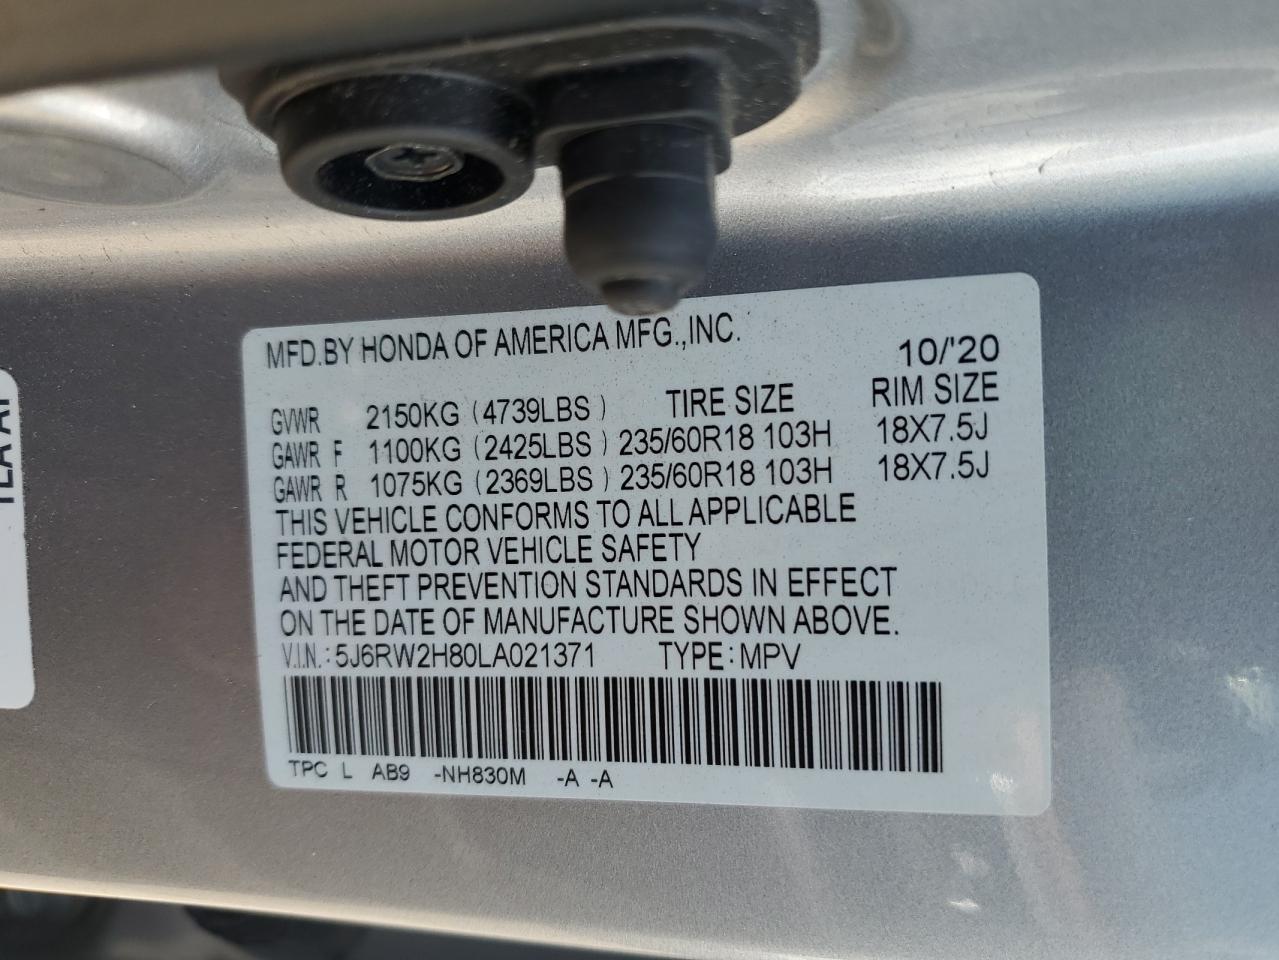 MFD.BY HONDA OF AMERICA MFG.,INC. 10/'20
GVWR 2150KG (4739LBS) TIRE SIZE RIM SIZE
GAWR F 1100KG (2425LBS) 235/60R18 103H 18X7.5J
GAWR R 1075KG (2369LBS) 235/60R18 103H 18X7.5J
THIS VEHICLE CONFORMS TO ALL APPLICABLE
FEDERAL MOTOR VEHICLE SAFETY
AND THEFT PREVENTION STANDARDS IN EFFECT
ON THE DATE OF MANUFACTURE SHOWN ABOVE.
V.I.N.: 5J6RW2H80LA021371 TYPE: MPV
TPC L AB9 -NH830M -A -A